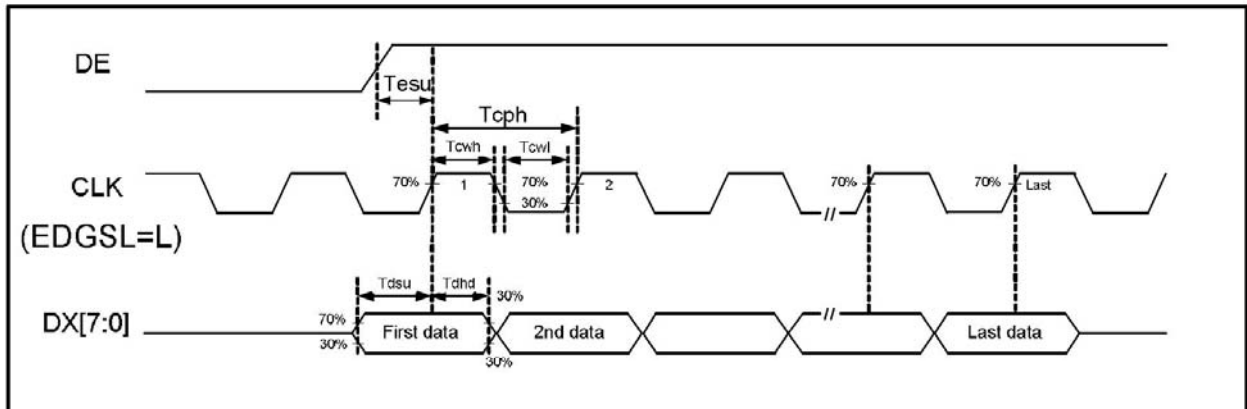 DE
Tesu
Tcph
Tcwh
Tcwl
CLK
70%
1
70%
30%
2
//
70%
70%
Last
(EDGSL=L)
Tdsu
Tdhd
30%
DX[7:0]
70%
30%
First data
30%
2nd data
//
Last data